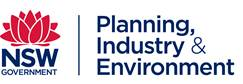 NSW
GOVERNMENT
Planning,
Industry &
Environment